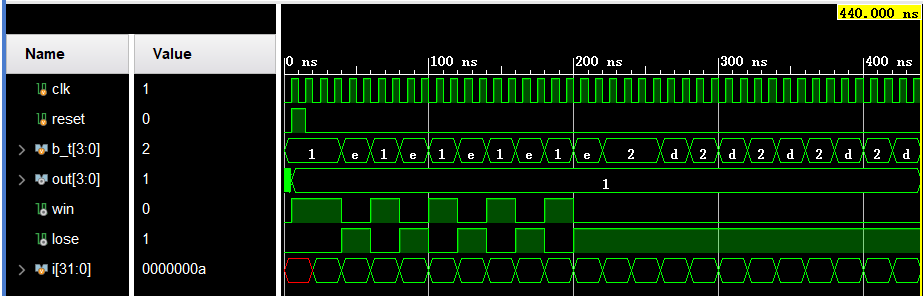 440.000 ns
Name Value
0 ns 100 ns 200 ns 300 ns 400 ns
clk 1
reset 0
b_t[3:0] 2 1 e 1 e 1 e 1 e 1 e 2 d 2 d 2 d 2 d 2 d
out[3:0] 1 1
win 0
lose 1
i[31:0] 0000000a